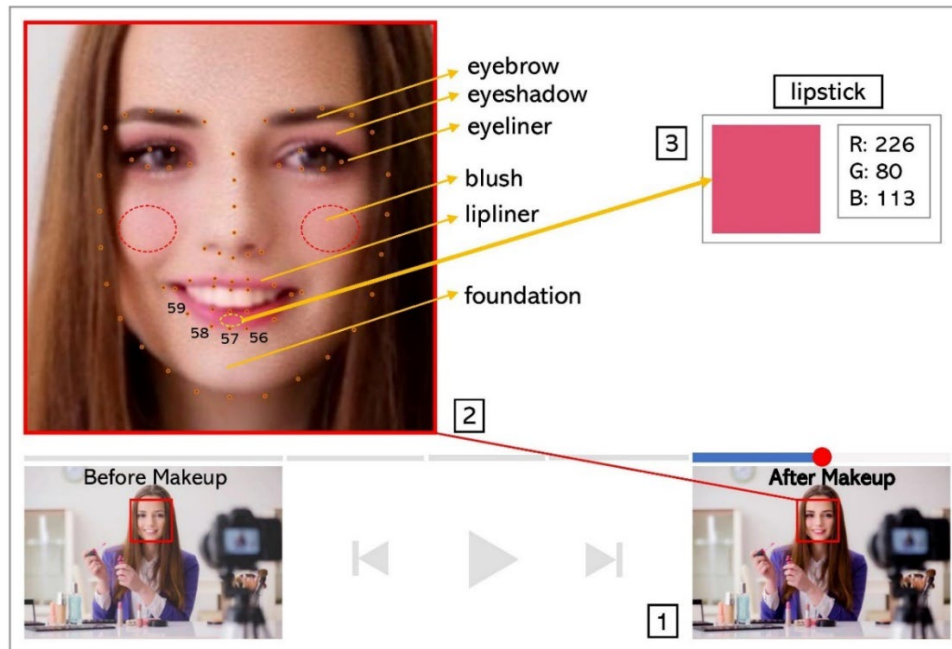 eyebrow
eyeshadow
eyeliner
blush
lipliner
foundation
59
58
57
56
lipstick
3
R: 226
G: 80
B: 113
2
Before Makeup
After Makeup
1